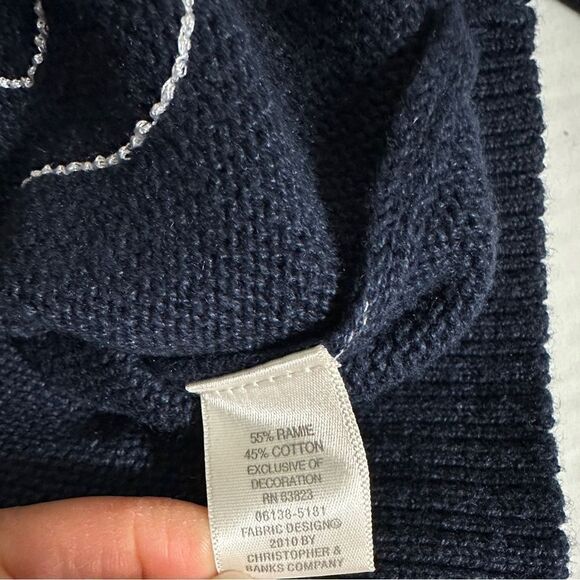 55% RAMIE
45% COTTON
EXCLUSIVE OF
DECORATION
RN 83823
06138-5181
FABRIC DESIGN©
2010 BY
CHRISTOPHER &
BANKS COMPANY